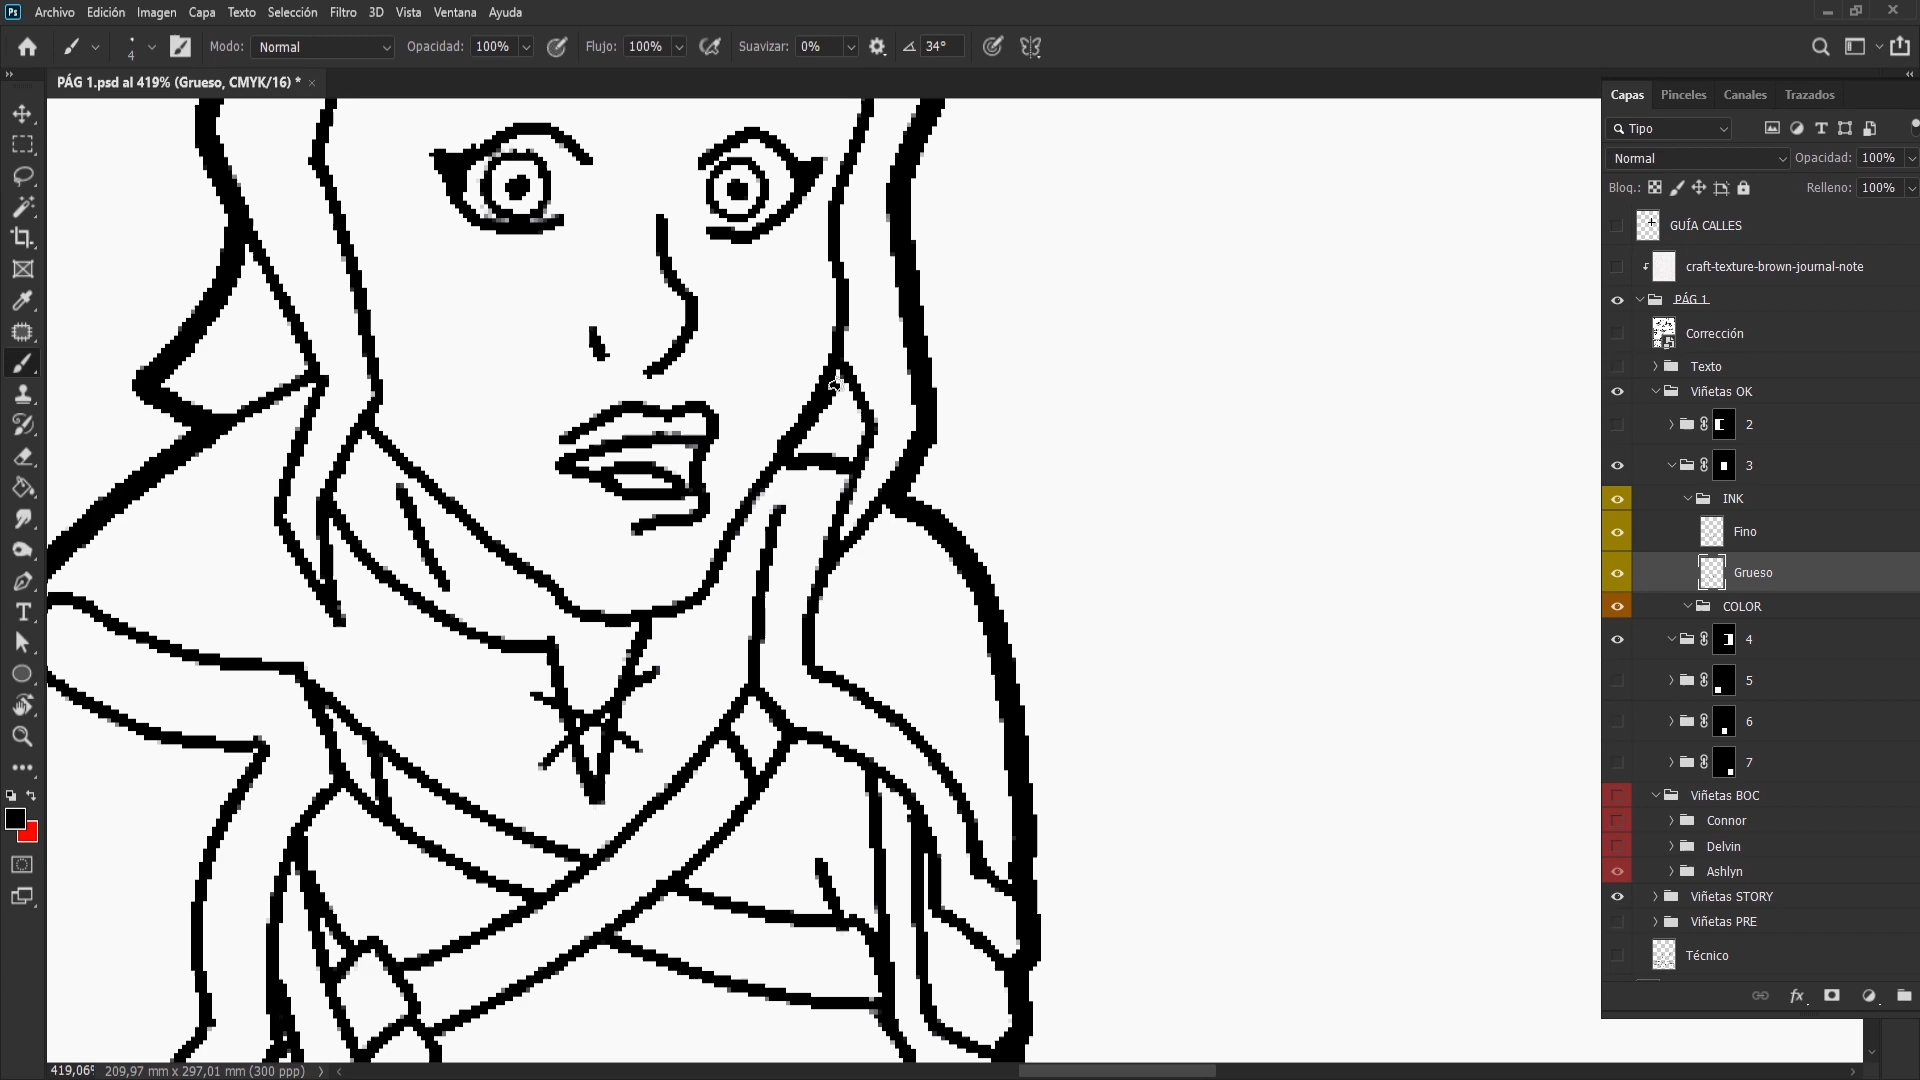 Ps Archivo Edición Imagen Capa Texto Selección Filtro 3D Vista Ventana Ayuda
4 Modo: Normal Opacidad: 100% Flujo: 100% Suavizar: 0% 34°
PÁG 1.psd al 419% (Grueso, CMYK/16) * ×
Capas Pinceles Canales Trazados
Tipo
Normal Opacidad: 100%
Bloq.: Relleno: 100%
GUÍA CALLES
craft-texture-brown-journal-note
PÁG 1
Corrección
Texto
Viñetas OK
2
3
INK
Fino
Grueso
COLOR
4
5
6
7
Viñetas BOC
Connor
Delvin
Ashlyn
Viñetas STORY
Viñetas PRE
Técnico
fx
419,06% 209,97 mm x 297,01 mm (300 ppp)